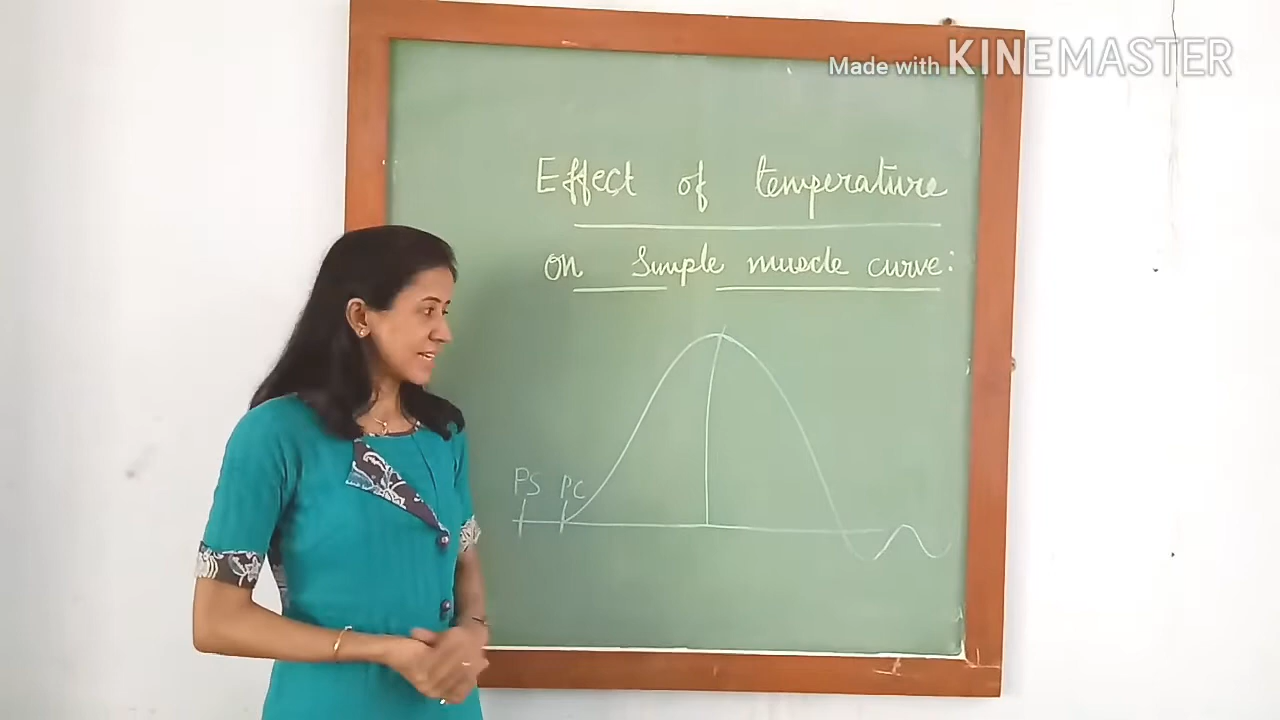 Made with KINEMASTER
Effect of temperature
on simple muscle curve:
PS PC